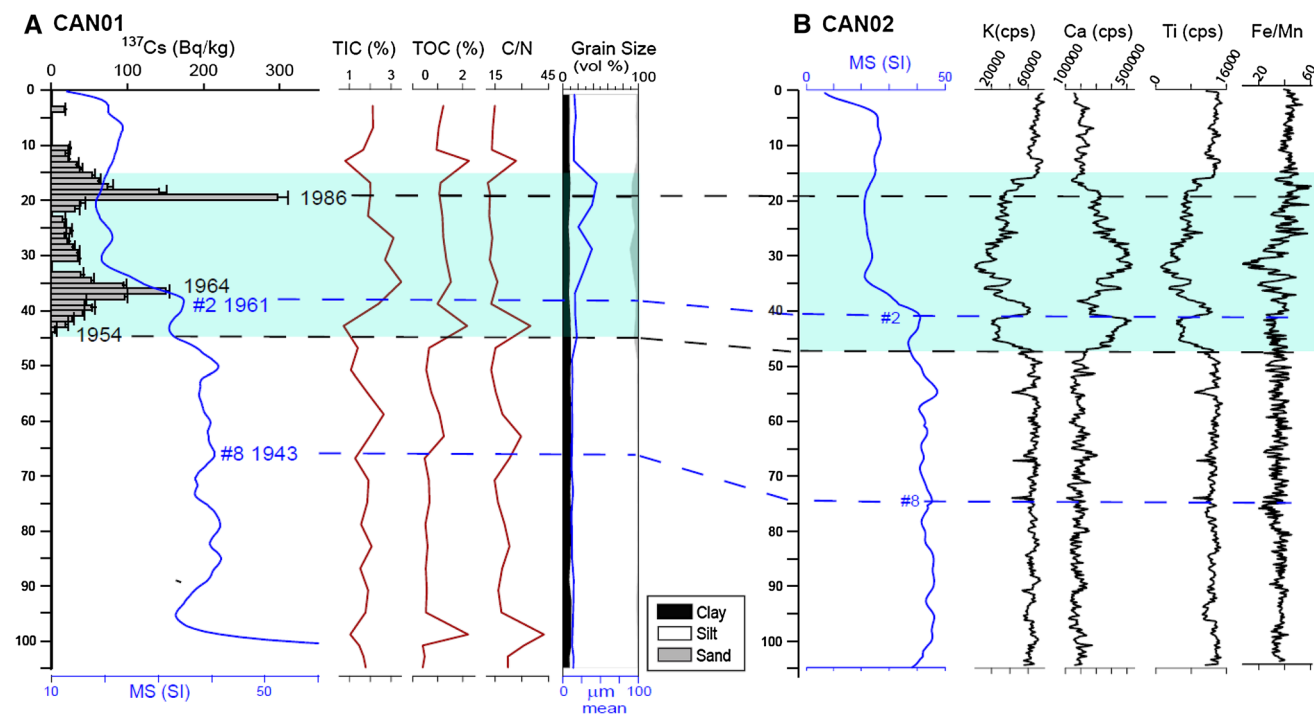 A CAN01
137Cs (Bq/kg)
0 100 200 300
TIC (%)
1 3
TOC (%)
0 2
C/N
15 45
Grain Size
(vol %)
0 100
0
10
20
30
40
50
60
70
80
90
100
1986
1964
#2 1961
1954
#8 1943
10 MS (SI) 50
0 µm 100
mean
Clay
Silt
Sand
B CAN02
MS (SI)
0 50
K(cps)
20000 60000
Ca (cps)
100000 500000
Ti (cps)
0 16000
Fe/Mn
20 60
0
10
20
30
40
50
60
70
80
90
100
#2
#8